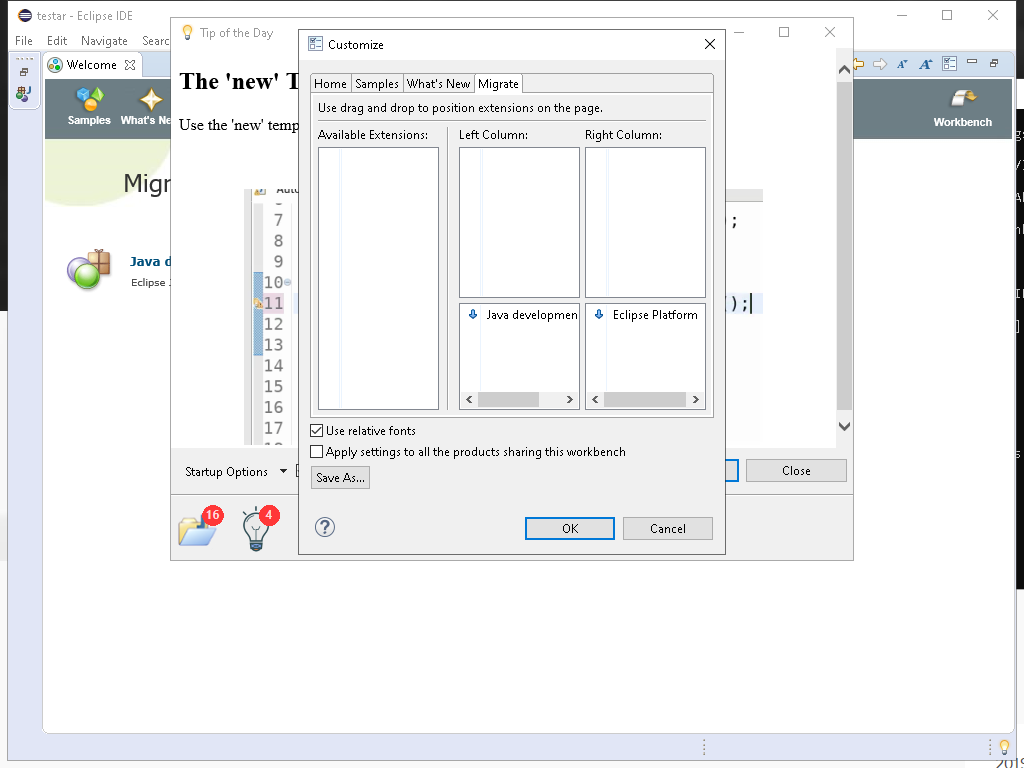 testar - Eclipse IDE
File Edit Navigate Searc
Welcome
Samples What's Ne
Workbench
Migr
Java d
Eclipse
Tip of the Day
The 'new' T
Use the 'new' temp
7
8
9
10
11
12
13
14
15
16
17
);
Startup Options
Close
16
4
Customize
Home Samples What's New Migrate
Use drag and drop to position extensions on the page.
Available Extensions: Left Column: Right Column:
Java developmen Eclipse Platform
Use relative fonts
Apply settings to all the products sharing this workbench
Save As...
OK Cancel